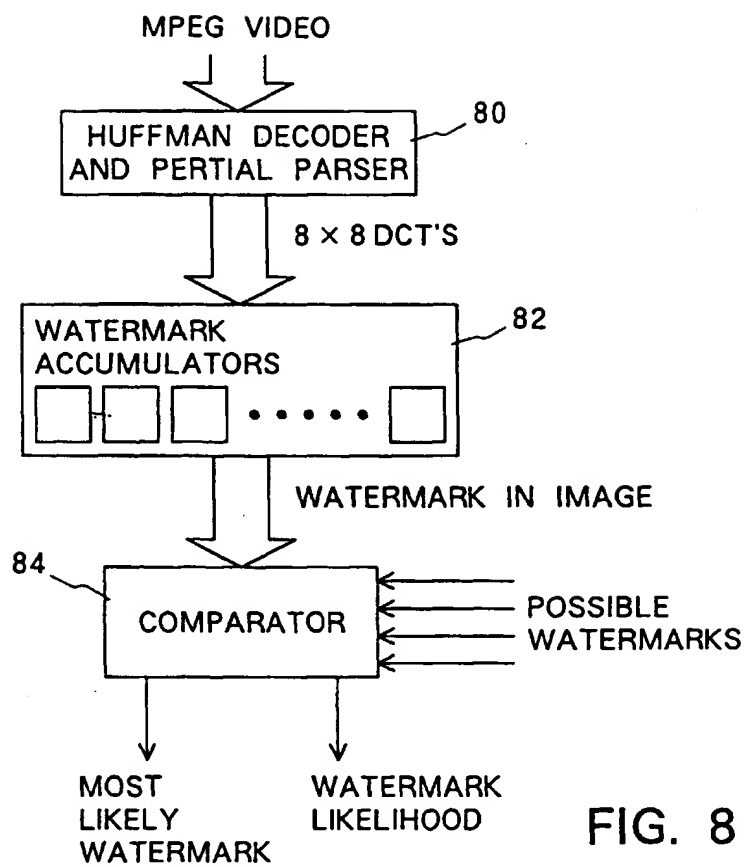 MPEG VIDEO
80
HUFFMAN DECODER
AND PERTIAL PARSER
8 × 8 DCT'S
82
WATERMARK
ACCUMULATORS
WATERMARK IN IMAGE
84
COMPARATOR
POSSIBLE
WATERMARKS
MOST
LIKELY
WATERMARK
WATERMARK
LIKELIHOOD
FIG. 8